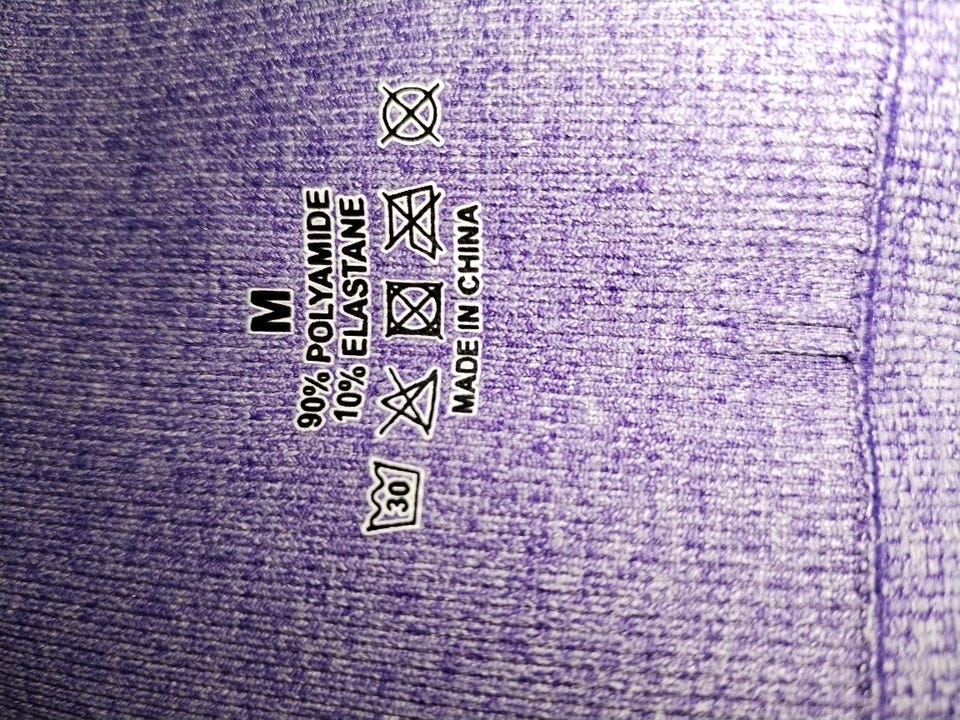 M
90% POLYAMIDE
10% ELASTANE
30
MADE IN CHINA